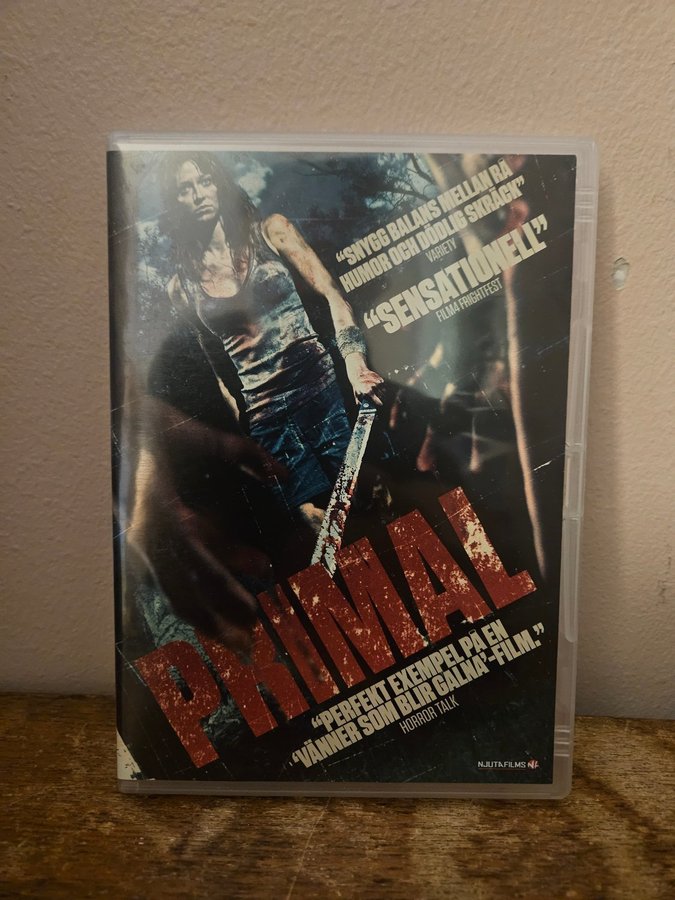 "SNYGG BALANS MELLAN RÅ
HUMOR OCH DÖDLIG SKRÄCK"
VARIETY
"SENSATIONELL"
FILM4 FRIGHTFEST
PRIMAL
"PERFEKT EXEMPEL PÅ EN
'VÄNNER SOM BLIR GALNA'-FILM."
HORROR TALK
NJUTAFILMS